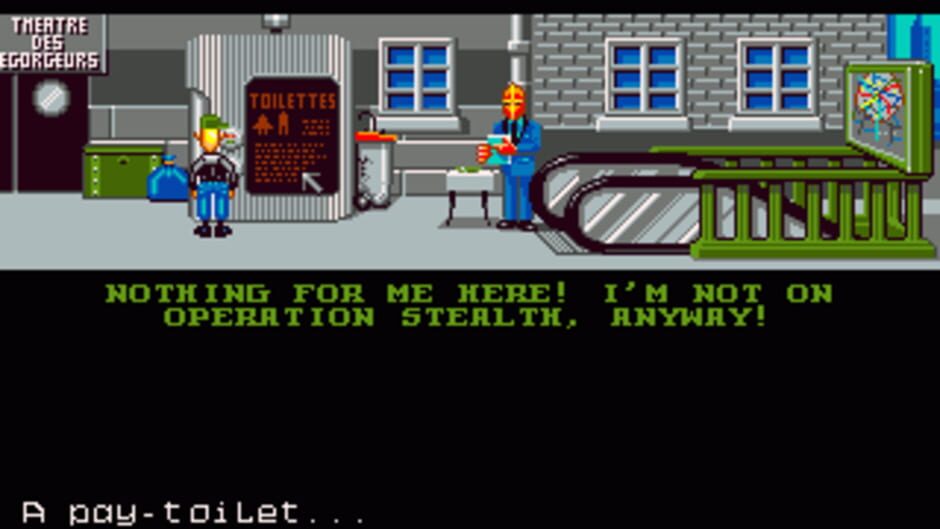 THEATRE
DES
EGORGEURS
TOILETTES
NOTHING FOR ME HERE! I'M NOT ON
OPERATION STEALTH, ANYWAY!
A pay-toilet...